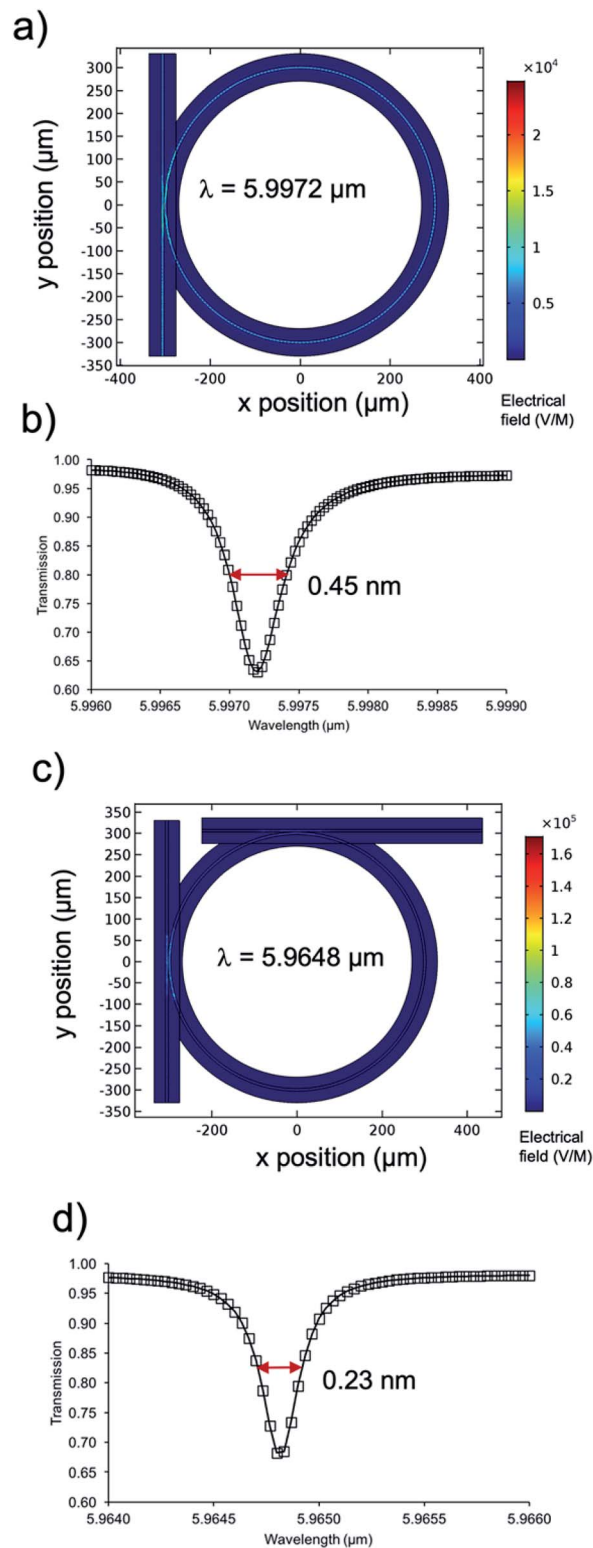 a)
×10⁴
300
250
200
150
100
50
0
-50
-100
-150
-200
-250
-300
-350
y position (µm)
λ = 5.9972 µm
2
1.5
1
0.5
-400 -200 0 200 400
x position (µm)
Electrical
field (V/M)
b)
1.00
0.95
0.90
0.85
0.80
0.75
0.70
0.65
0.60
Transmission
0.45 nm
5.9960 5.9965 5.9970 5.9975 5.9980 5.9985 5.9990
Wavelength (µm)
c)
×10⁵
350
300
250
200
150
100
50
0
-50
-100
-150
-200
-250
-300
-350
y position (µm)
λ = 5.9648 µm
1.6
1.4
1.2
1
0.8
0.6
0.4
0.2
-200 0 200 400
x position (µm)
Electrical
field (V/M)
d)
1.00
0.95
0.90
0.85
0.80
0.75
0.70
0.65
0.60
Transmission
0.23 nm
5.9640 5.9645 5.9650 5.9655 5.9660
Wavelength (µm)